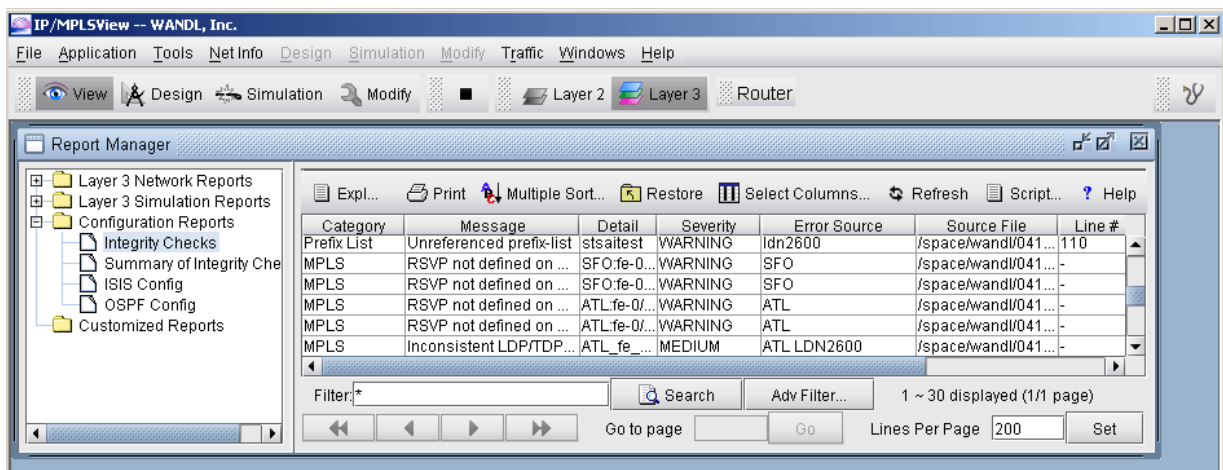 IP/MPLSView -- WANDL, Inc.
File Application Tools Net Info Design Simulation Modify Traffic Windows Help
View Design Simulation Modify Layer 2 Layer 3 Router
Report Manager
Layer 3 Network Reports
Layer 3 Simulation Reports
Configuration Reports
Integrity Checks
Summary of Integrity Che
ISIS Config
OSPF Config
Customized Reports
Expl... Print Multiple Sort... Restore Select Columns... Refresh Script... Help
Category Message Detail Severity Error Source Source File Line #
Prefix List Unreferenced prefix-list stsaitest WARNING ldn2600 /space/wandl/041... 110
MPLS RSVP not defined on ... SFO:fe-0... WARNING SFO /space/wandl/041... -
MPLS RSVP not defined on ... SFO:fe-0... WARNING SFO /space/wandl/041... -
MPLS RSVP not defined on ... ATL:fe-0/... WARNING ATL /space/wandl/041... -
MPLS RSVP not defined on ... ATL:fe-0/... WARNING ATL /space/wandl/041... -
MPLS Inconsistent LDP/TDP... ATL_fe_... MEDIUM ATL LDN2600 /space/wandl/041... -
Filter: * Search Adv Filter... 1 ~ 30 displayed (1/1 page)
Go to page Go Lines Per Page 200 Set